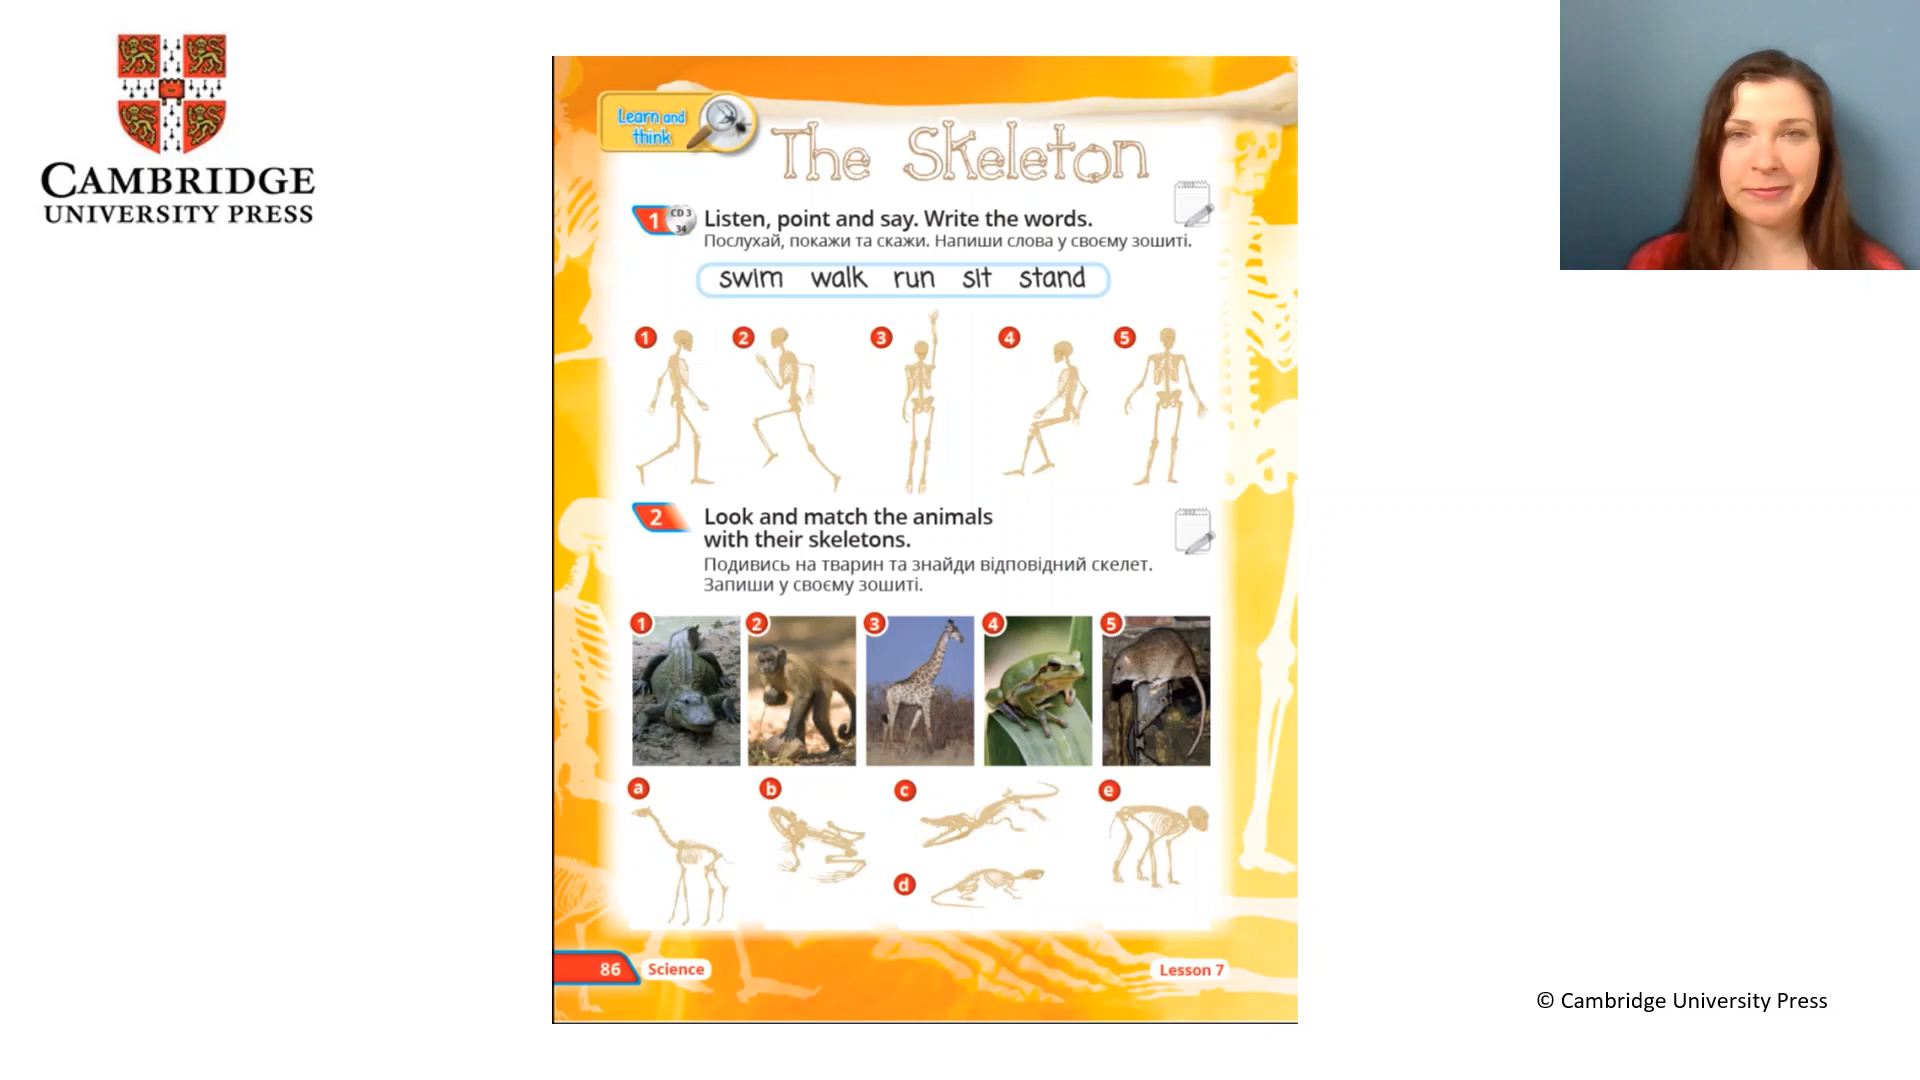 CAMBRIDGE
UNIVERSITY PRESS
Learn and
think
The Skeleton
1 CD 3
34
Listen, point and say. Write the words.
Послухай, покажи та скажи. Напиши слова у своєму зошиті.
swim walk run sit stand
1 2 3 4 5
2
Look and match the animals
with their skeletons.
Подивись на тварин та знайди відповідний скелет.
Запиши у своєму зошиті.
1 2 3 4 5
a b c e
d
86 Science Lesson 7
© Cambridge University Press